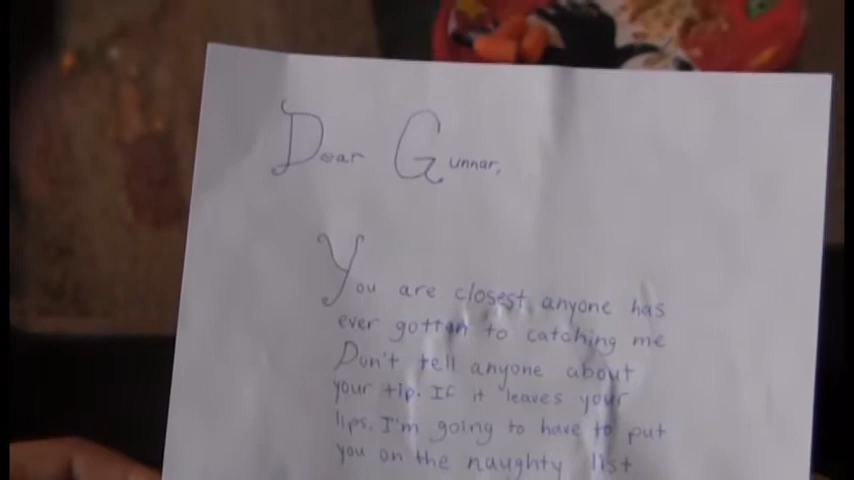 Dear Gunnar,
You are closest anyone has
ever gotten to catching me
Don't tell anyone about
your tip. If it leaves your
lips, I'm going to have to put
you on the naughty list